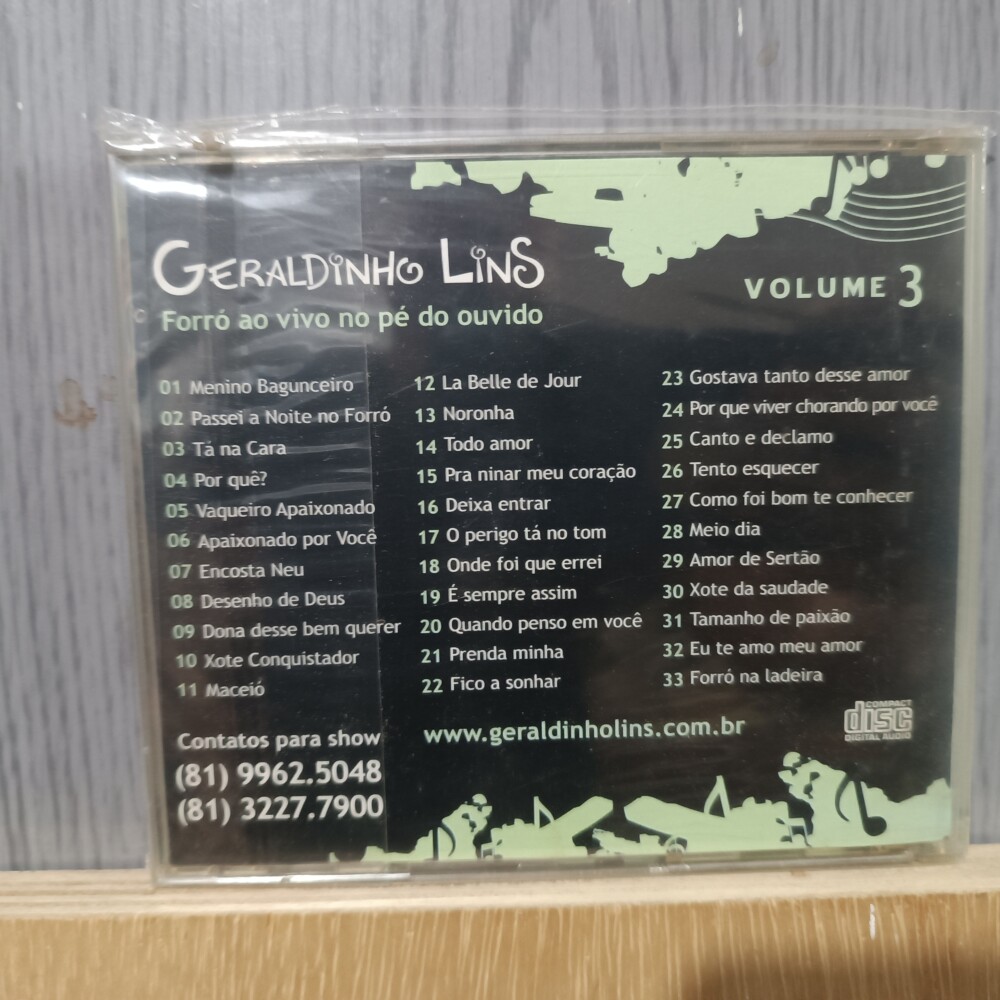 GERALDINHO LINS
Forró ao vivo no pé do ouvido
VOLUME 3
01 Menino Bagunceiro
02 Passei a Noite no Forró
03 Tá na Cara
04 Por quê?
05 Vaqueiro Apaixonado
06 Apaixonado por Você
07 Encosta Neu
08 Desenho de Deus
09 Dona desse bem querer
10 Xote Conquistador
11 Maceió
12 La Belle de Jour
13 Noronha
14 Todo amor
15 Pra ninar meu coração
16 Deixa entrar
17 O perigo tá no tom
18 Onde foi que errei
19 É sempre assim
20 Quando penso em você
21 Prenda minha
22 Fico a sonhar
23 Gostava tanto desse amor
24 Por que viver chorando por você
25 Canto e declamo
26 Tento esquecer
27 Como foi bom te conhecer
28 Meio dia
29 Amor de Sertão
30 Xote da saudade
31 Tamanho de paixão
32 Eu te amo meu amor
33 Forró na ladeira
Contatos para show
(81) 9962.5048
(81) 3227.7900
www.geraldinholins.com.br
COMPACT
disc
DIGITAL AUDIO